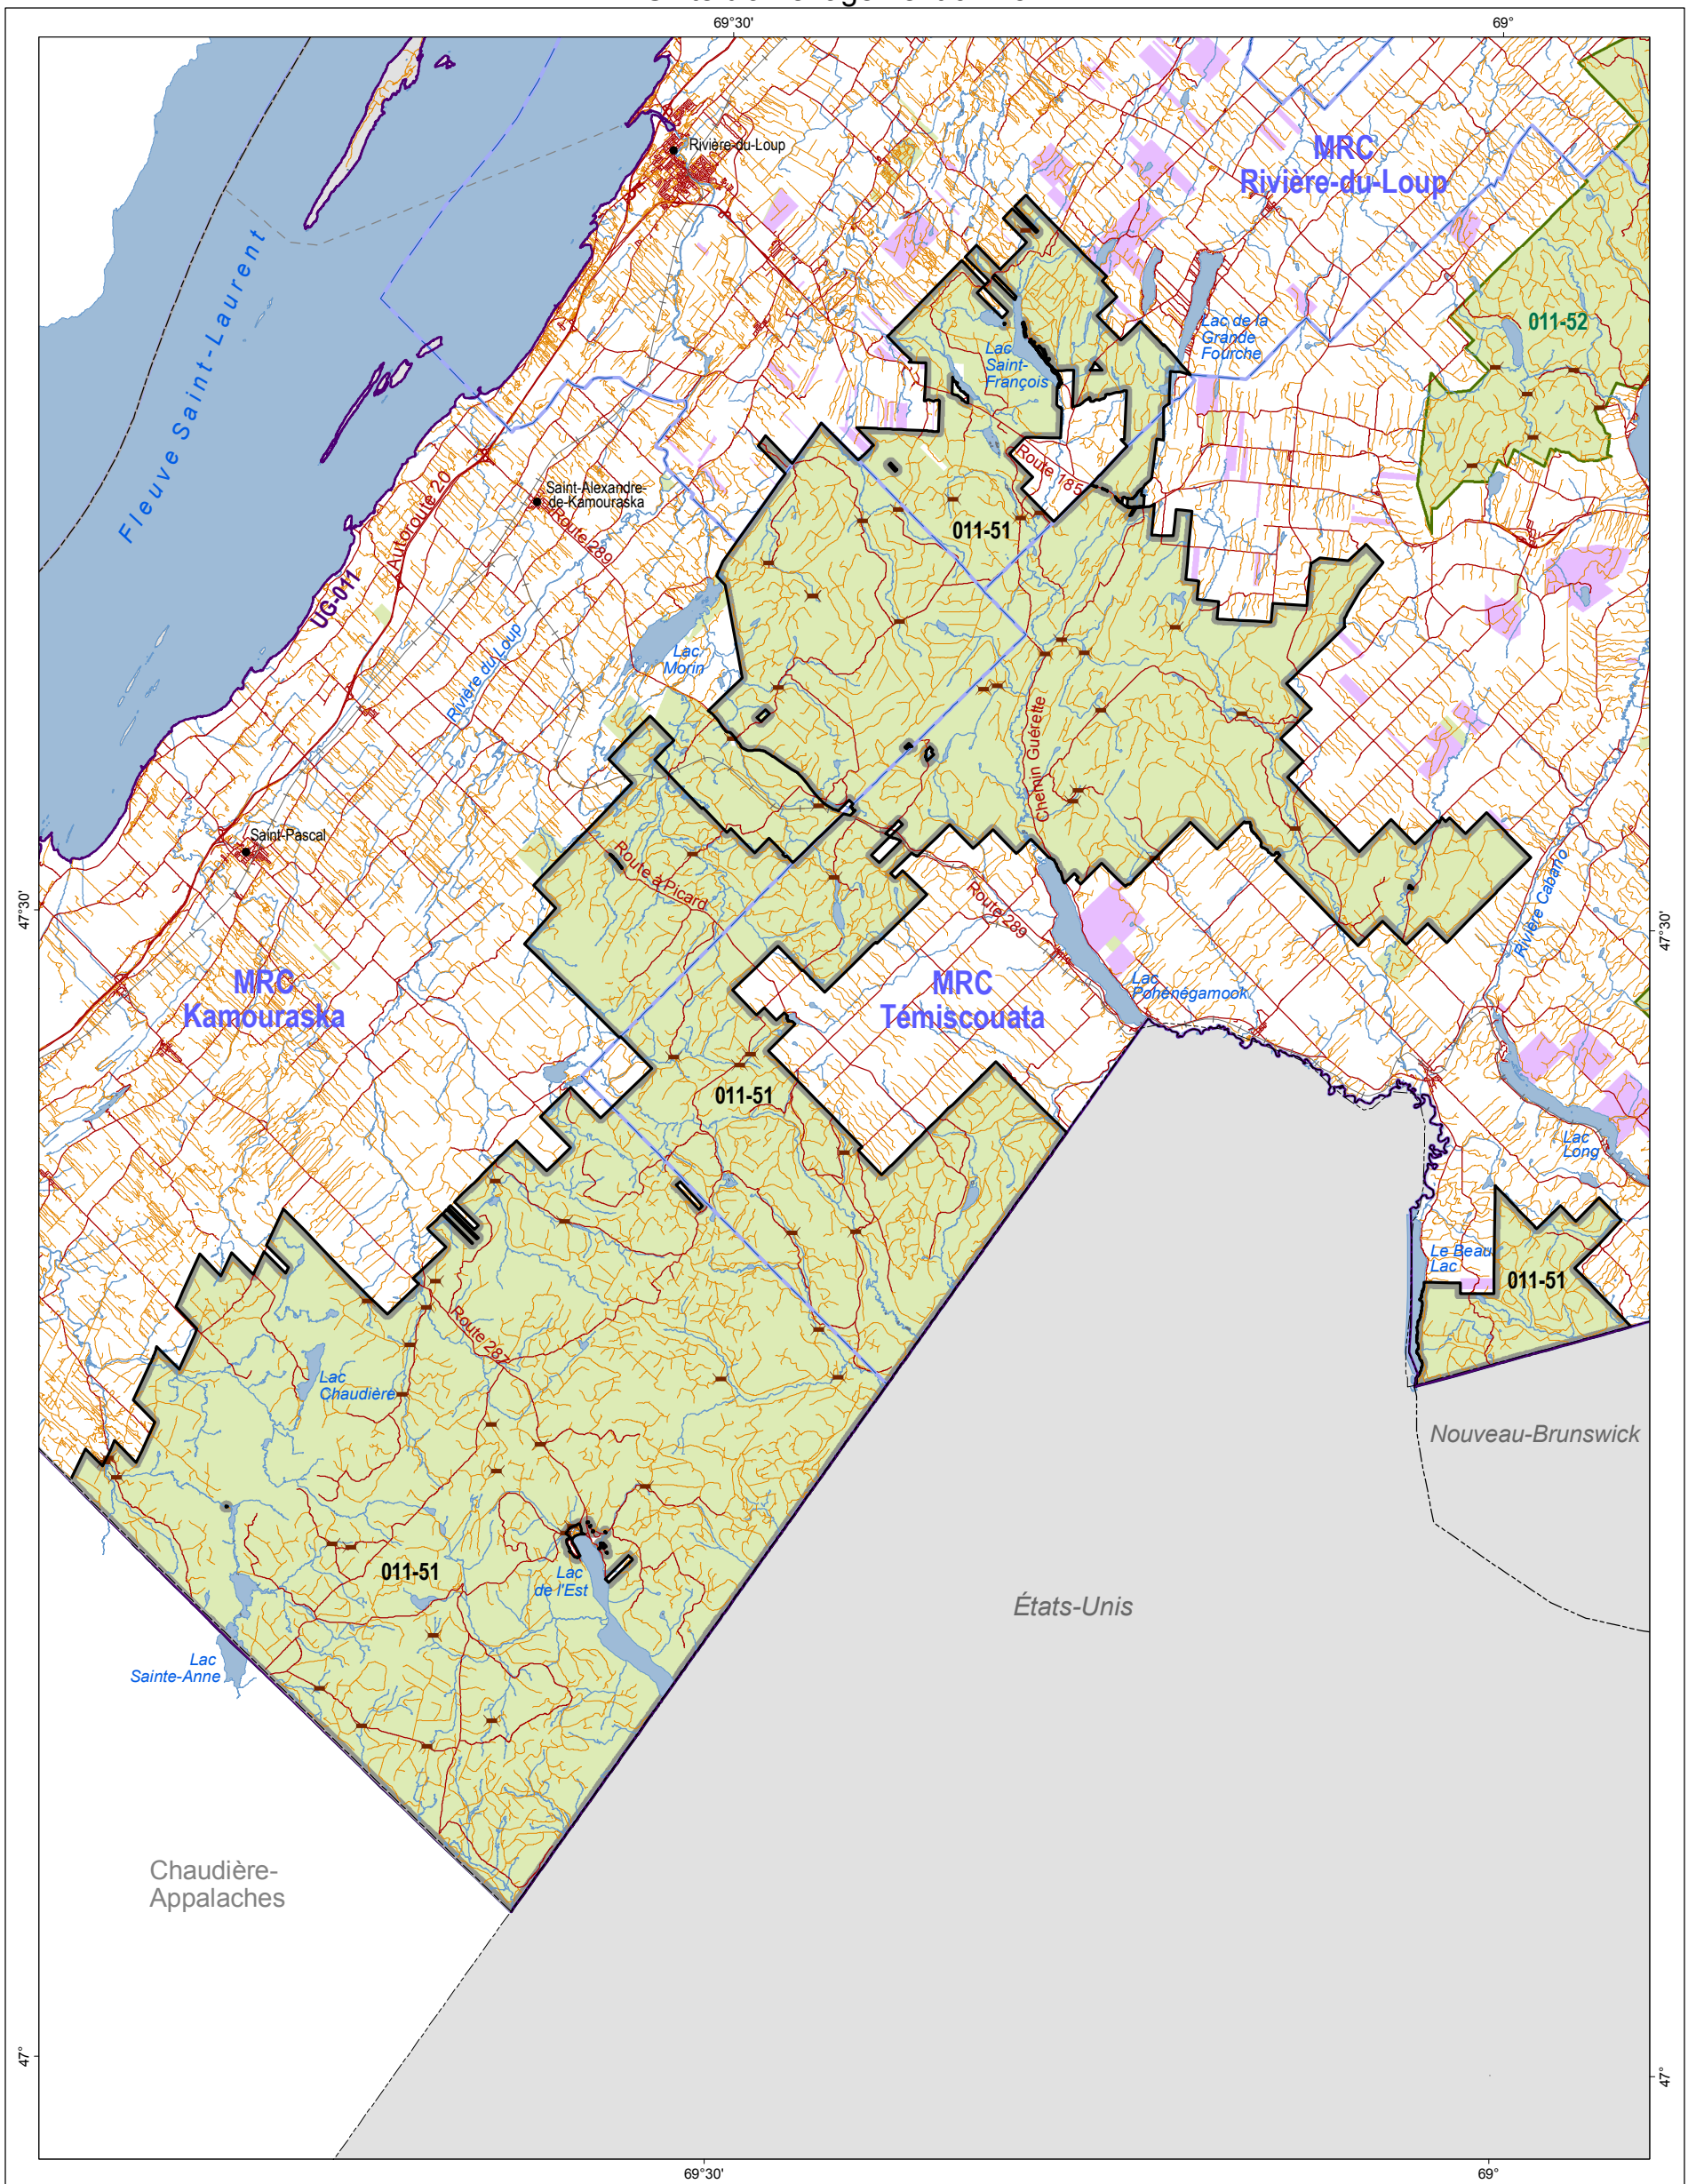 69°30'
69°
Rivière-du-Loup
MRC
Rivière-du-Loup
Fleuve Saint-Laurent
011-52
Lac de la
Grande
Fourche
Lac
Saint-
François
Route 185
Saint-Alexandre-
de-Kamouraska
Autoroute 20
Route 289
011-51
UG-011
Rivière du Loup
Lac
Morin
Chemin Guérette
Saint-Pascal
Route à Picard
Route 289
47°30'
47°30'
Rivière Cabano
MRC
Kamouraska
MRC
Témiscouata
Lac
Pohénégamook
011-51
Lac
Long
Le Beau
Lac
011-51
Route 287
Lac
Chaudière
Nouveau-Brunswick
011-51
Lac
de l'Est
États-Unis
Lac
Sainte-Anne
Chaudière-
Appalaches
47°
47°
69°30'
69°